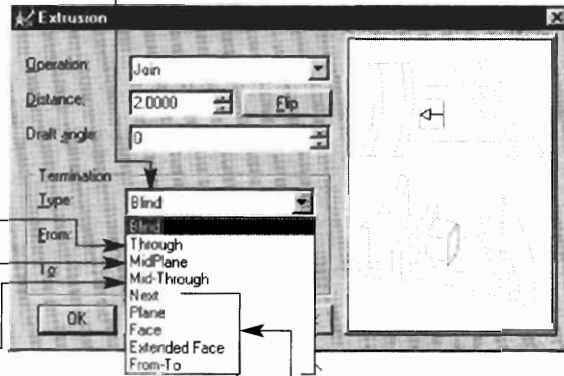 Extrusion
Operation:
Join
Distance:
2.0000
Flip
Draft angle:
0
Termination
Type:
Blind
Blind
From:
Through
MidPlane
To:
Mid-Through
Next
Plane
OK
Face
Extended Face
From-To